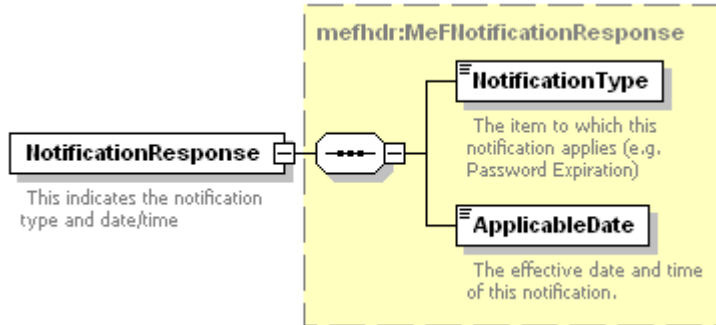 mefhdr:MeFNotificationResponse
NotificationType
The item to which this
notification applies (e.g.
Password Expiration)
NotificationResponse
This indicates the notification
type and date/time
ApplicableDate
The effective date and time
of this notification.